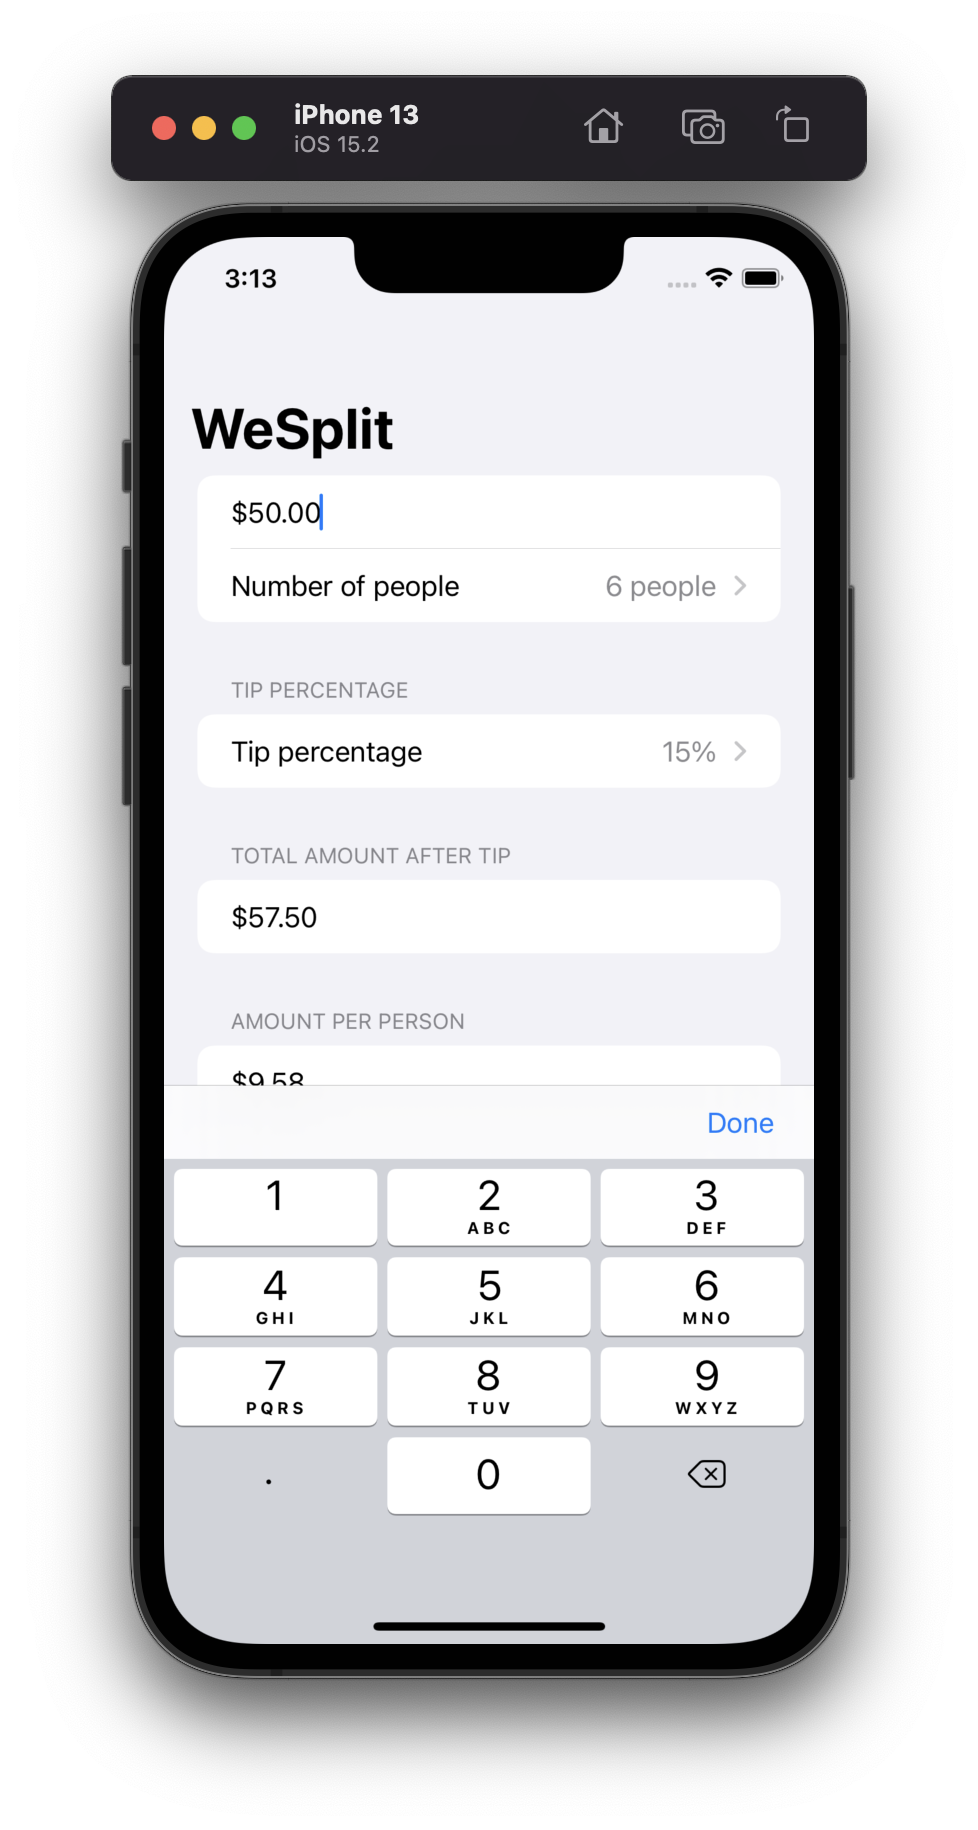 iPhone 13
iOS 15.2
3:13
WeSplit
$50.00
Number of people 6 people
TIP PERCENTAGE
Tip percentage 15%
TOTAL AMOUNT AFTER TIP
$57.50
AMOUNT PER PERSON
$9.58
Done
1 2 3
ABC DEF
4 5 6
GHI JKL MNO
7 8 9
PQRS TUV WXYZ
. 0